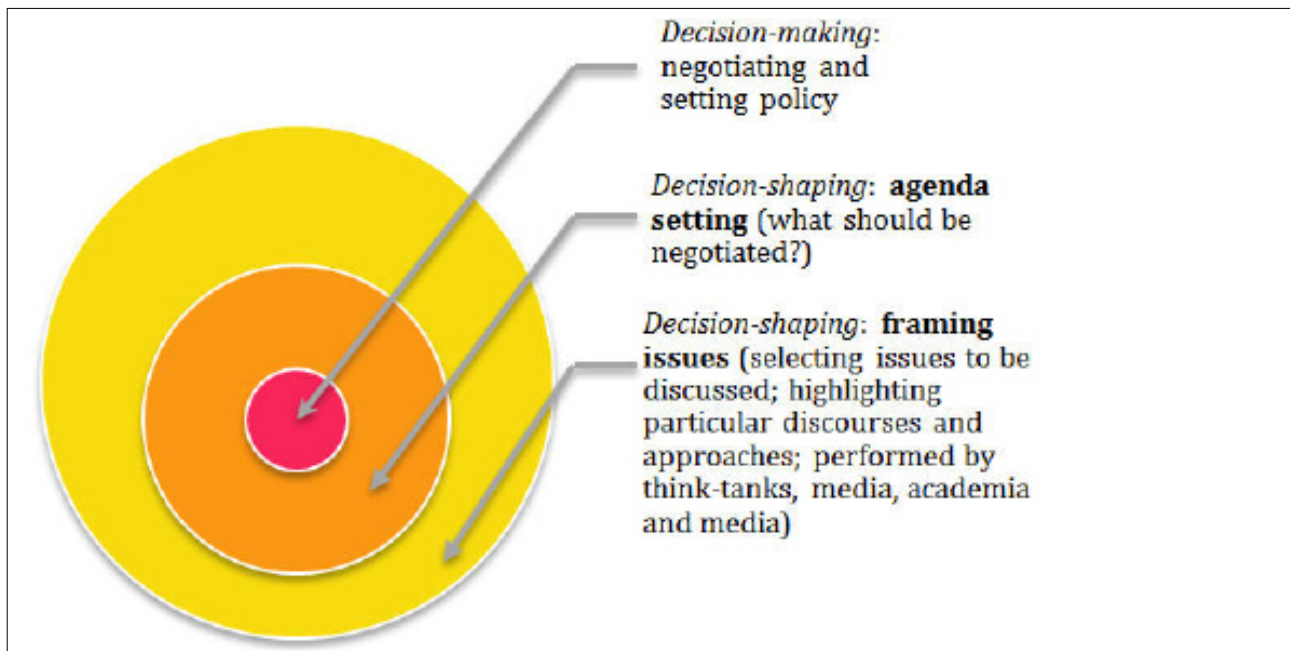 Decision-making:
negotiating and
setting policy
Decision-shaping: agenda
setting (what should be
negotiated?)
Decision-shaping: framing
issues (selecting issues to be
discussed; highlighting
particular discourses and
approaches; performed by
think-tanks, media, academia
and media)